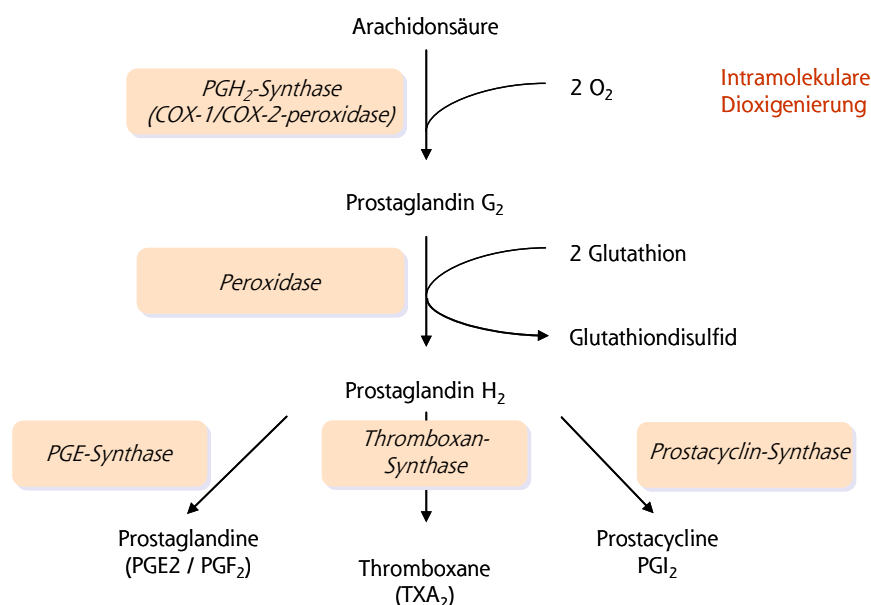 Arachidonsäure
PGH₂-Synthase
(COX-1/COX-2-peroxidase)
2 O₂
Intramolekulare
Dioxigenierung
Prostaglandin G₂
Peroxidase
2 Glutathion
Glutathiondisulfid
Prostaglandin H₂
PGE-Synthase
Thromboxan-
Synthase
Prostacyclin-Synthase
Prostaglandine
(PGE2 / PGF₂)
Thromboxane
(TXA₂)
Prostacycline
PGI₂